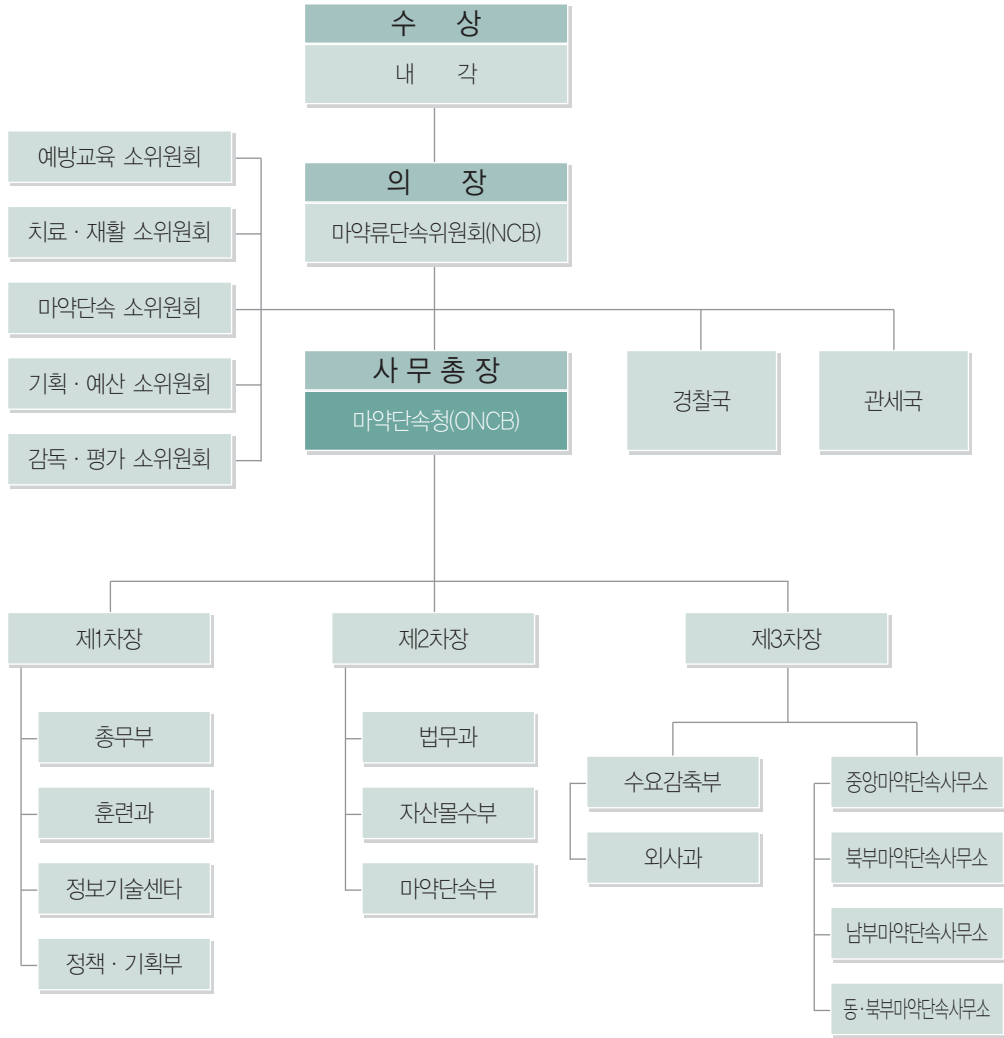 수 상
내 각
예방교육 소위원회
치료 · 재활 소위원회
마약단속 소위원회
기획 · 예산 소위원회
감독 · 평가 소위원회
의 장
마약류단속위원회(NCB)
사 무 총 장
마약단속청(ONCB)
경찰국
관세국
제1차장
총무부
훈련과
정보기술센타
정책 · 기획부
제2차장
법무과
자산몰수부
마약단속부
제3차장
수요감축부
외사과
중앙마약단속사무소
북부마약단속사무소
남부마약단속사무소
동·북부마약단속사무소